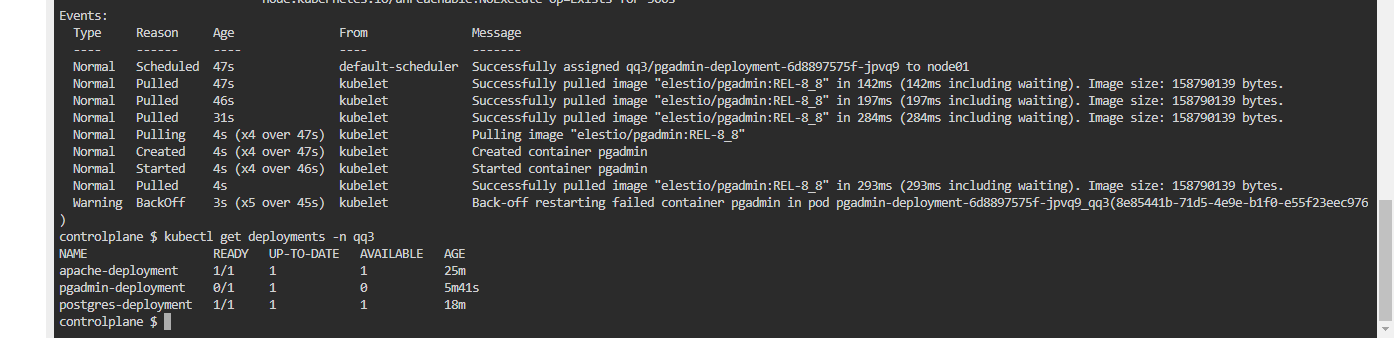 node.kubernetes.io/unreachable:NoExecute op=Exists for 300s
Events:
Type Reason Age From Message
---- ------ ---- ---- -------
Normal Scheduled 47s default-scheduler Successfully assigned qq3/pgadmin-deployment-6d8897575f-jpvq9 to node01
Normal Pulled 47s kubelet Successfully pulled image "elestio/pgadmin:REL-8_8" in 142ms (142ms including waiting). Image size: 158790139 bytes.
Normal Pulled 46s kubelet Successfully pulled image "elestio/pgadmin:REL-8_8" in 197ms (197ms including waiting). Image size: 158790139 bytes.
Normal Pulled 31s kubelet Successfully pulled image "elestio/pgadmin:REL-8_8" in 284ms (284ms including waiting). Image size: 158790139 bytes.
Normal Pulling 4s (x4 over 47s) kubelet Pulling image "elestio/pgadmin:REL-8_8"
Normal Created 4s (x4 over 47s) kubelet Created container pgadmin
Normal Started 4s (x4 over 46s) kubelet Started container pgadmin
Normal Pulled 4s kubelet Successfully pulled image "elestio/pgadmin:REL-8_8" in 293ms (293ms including waiting). Image size: 158790139 bytes.
Warning BackOff 3s (x5 over 45s) kubelet Back-off restarting failed container pgadmin in pod pgadmin-deployment-6d8897575f-jpvq9_qq3(8e85441b-71d5-4e9e-b1f0-e55f23eec976
)
controlplane $ kubectl get deployments -n qq3
NAME READY UP-TO-DATE AVAILABLE AGE
apache-deployment 1/1 1 1 25m
pgadmin-deployment 0/1 1 0 5m41s
postgres-deployment 1/1 1 1 18m
controlplane $